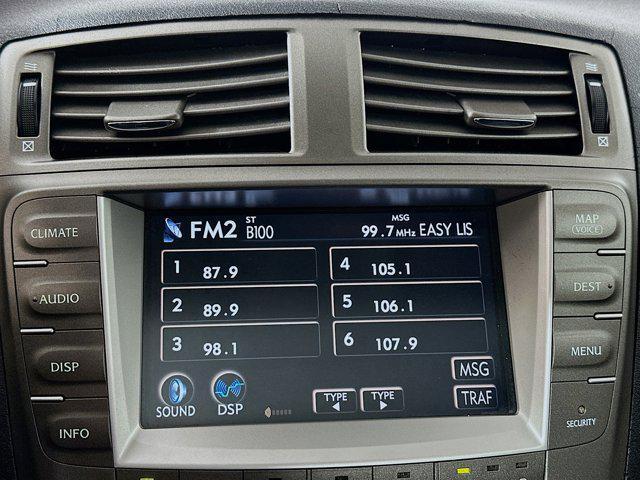 CLIMATE
AUDIO
DISP
INFO
FM2 ST B100 MSG 99.7MHz EASY LIS
1 87.9
2 89.9
3 98.1
4 105.1
5 106.1
6 107.9
MSG
TRAF
SOUND
DSP
TYPE
TYPE
MAP
VOICE
DEST
MENU
SECURITY